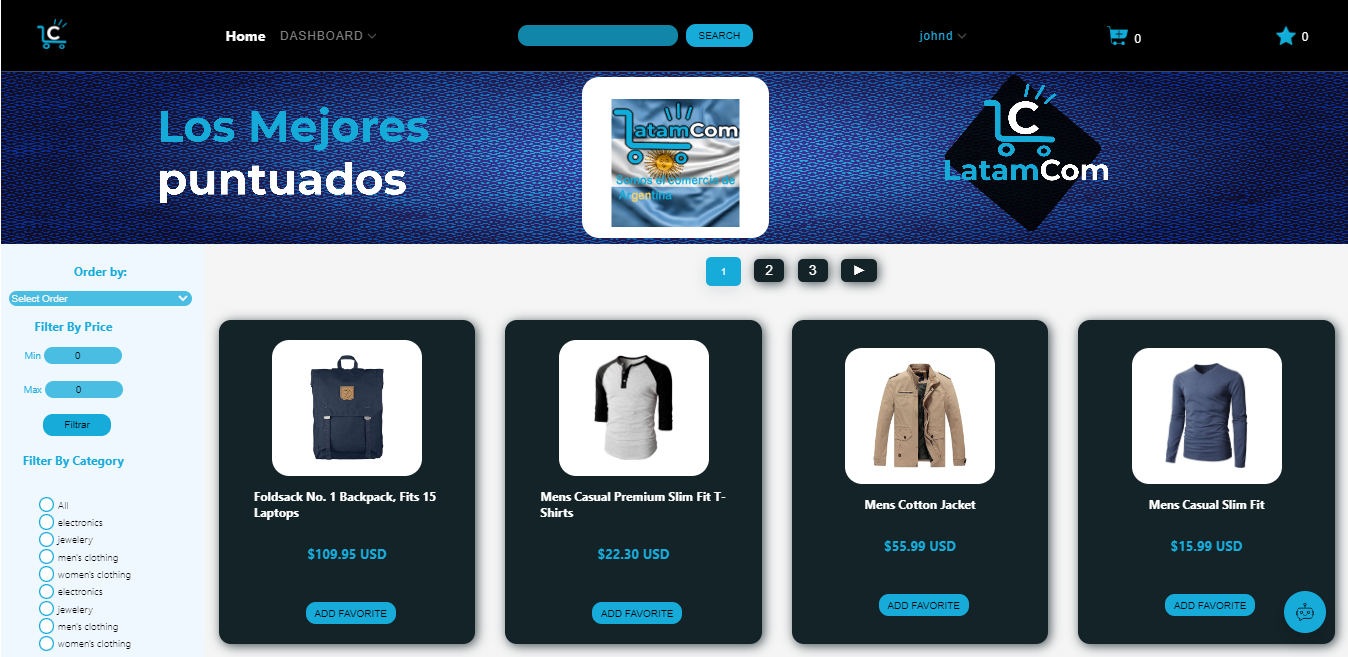 C
Home
DASHBOARD
SEARCH
johnd
0
0
Los Mejores
puntuados
LatamCom
Somos el comercio de
Argentina
C
LatamCom
Order by:
Select Order
Filter By Price
Min 0
Max 0
Filtrar
Filter By Category
All
electronics
jewelery
men's clothing
women's clothing
electronics
jewelery
men's clothing
women's clothing
1 2 3 ►
Foldsack No. 1 Backpack, Fits 15
Laptops
$109.95 USD
ADD FAVORITE
Mens Casual Premium Slim Fit T-
Shirts
$22.30 USD
ADD FAVORITE
Mens Cotton Jacket
$55.99 USD
ADD FAVORITE
Mens Casual Slim Fit
$15.99 USD
ADD FAVORITE